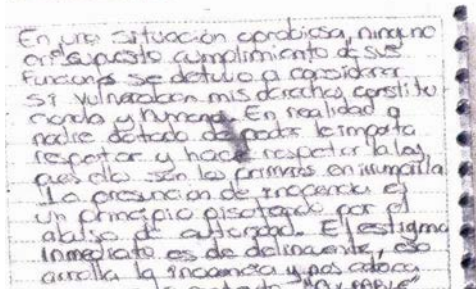 En una situación oprobiosa, ninguno
en el supuesto cumplimiento de sus
funciones se detuvo a considerar
si vulneraban mis derechos constitu
cionales y humanos. En realidad a
nadie dotado de poder le importa
respetar y hacer respetar la ley
pues ellos son los primeros en
La presunción de inocencia es
un principio pisoteado por el
abuso de autoridad. El estigma
inmediato es de delincuente, eso
arrolla la inocencia y nos coloca
"CULPABLE"